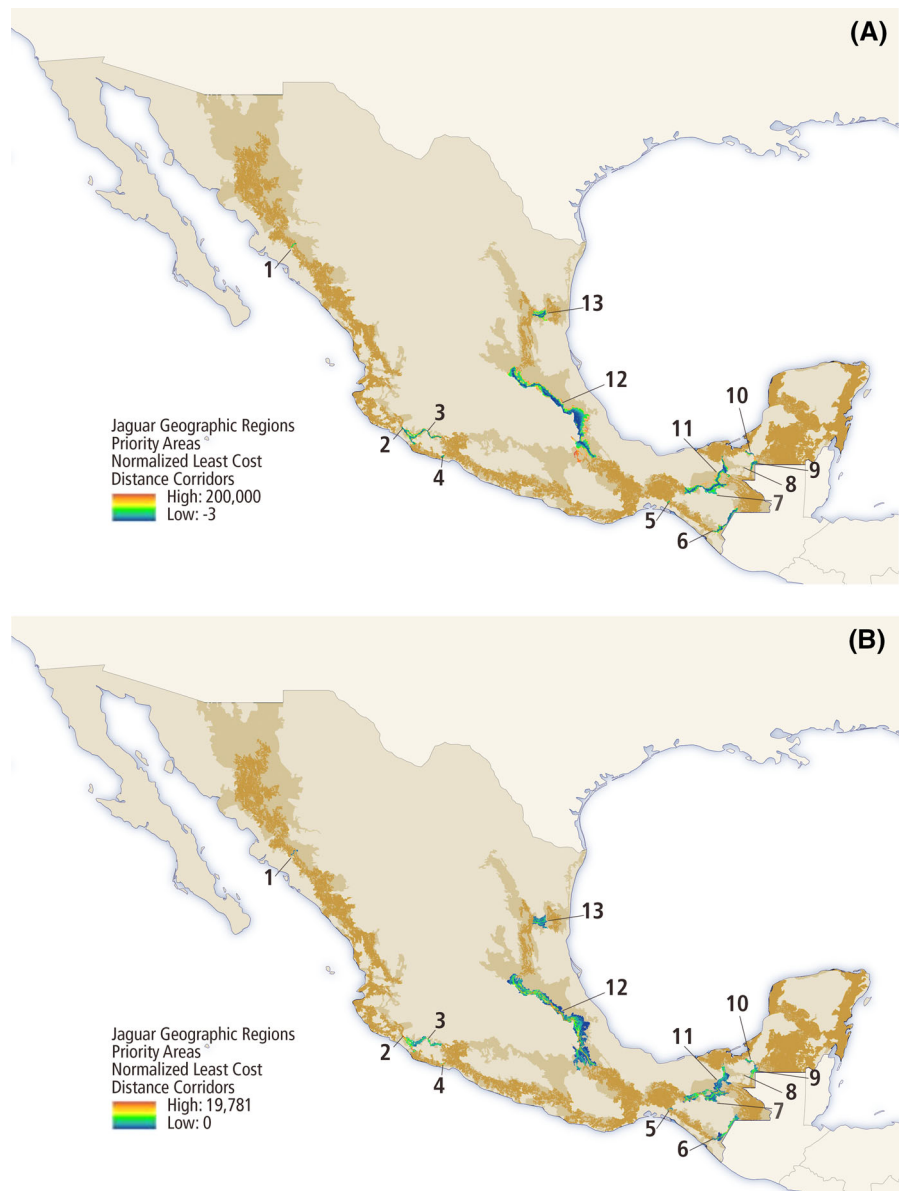 (A)
1
13
12
3
2
4
10
11
9
8
7
5
6
Jaguar Geographic Regions
Priority Areas
Normalized Least Cost
Distance Corridors
High: 200,000
Low: -3
(B)
1
13
12
3
2
4
10
11
9
8
7
5
6
Jaguar Geographic Regions
Priority Areas
Normalized Least Cost
Distance Corridors
High: 19,781
Low: 0